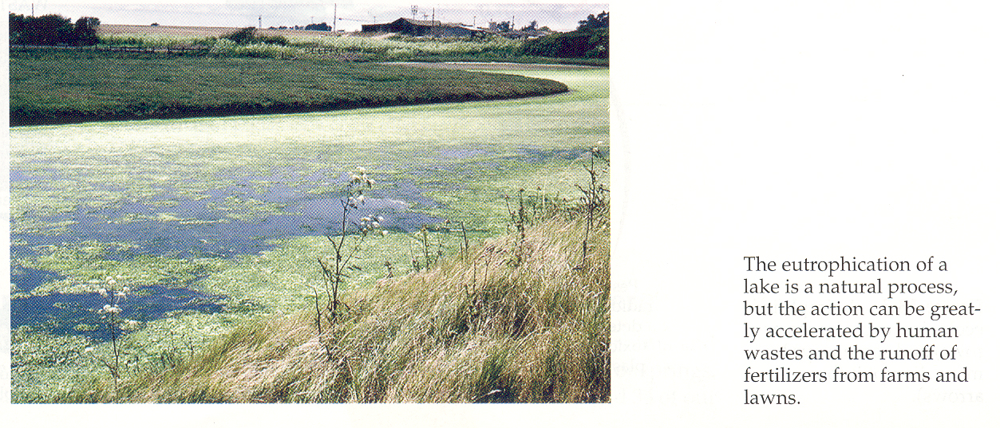 The eutrophication of a
lake is a natural process,
but the action can be great-
ly accelerated by human
wastes and the runoff of
fertilizers from farms and
lawns.